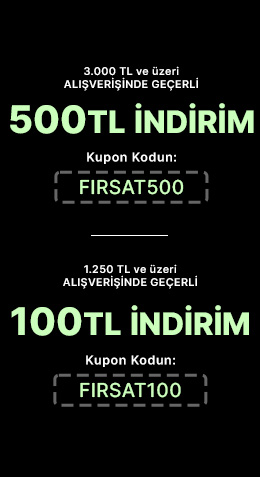 3.000 TL ve üzeri
ALIŞVERİŞİNDE GEÇERLİ
500TL İNDİRİM
Kupon Kodun:
FIRSAT500
1.250 TL ve üzeri
ALIŞVERİŞİNDE GEÇERLİ
100TL İNDİRİM
Kupon Kodun:
FIRSAT100